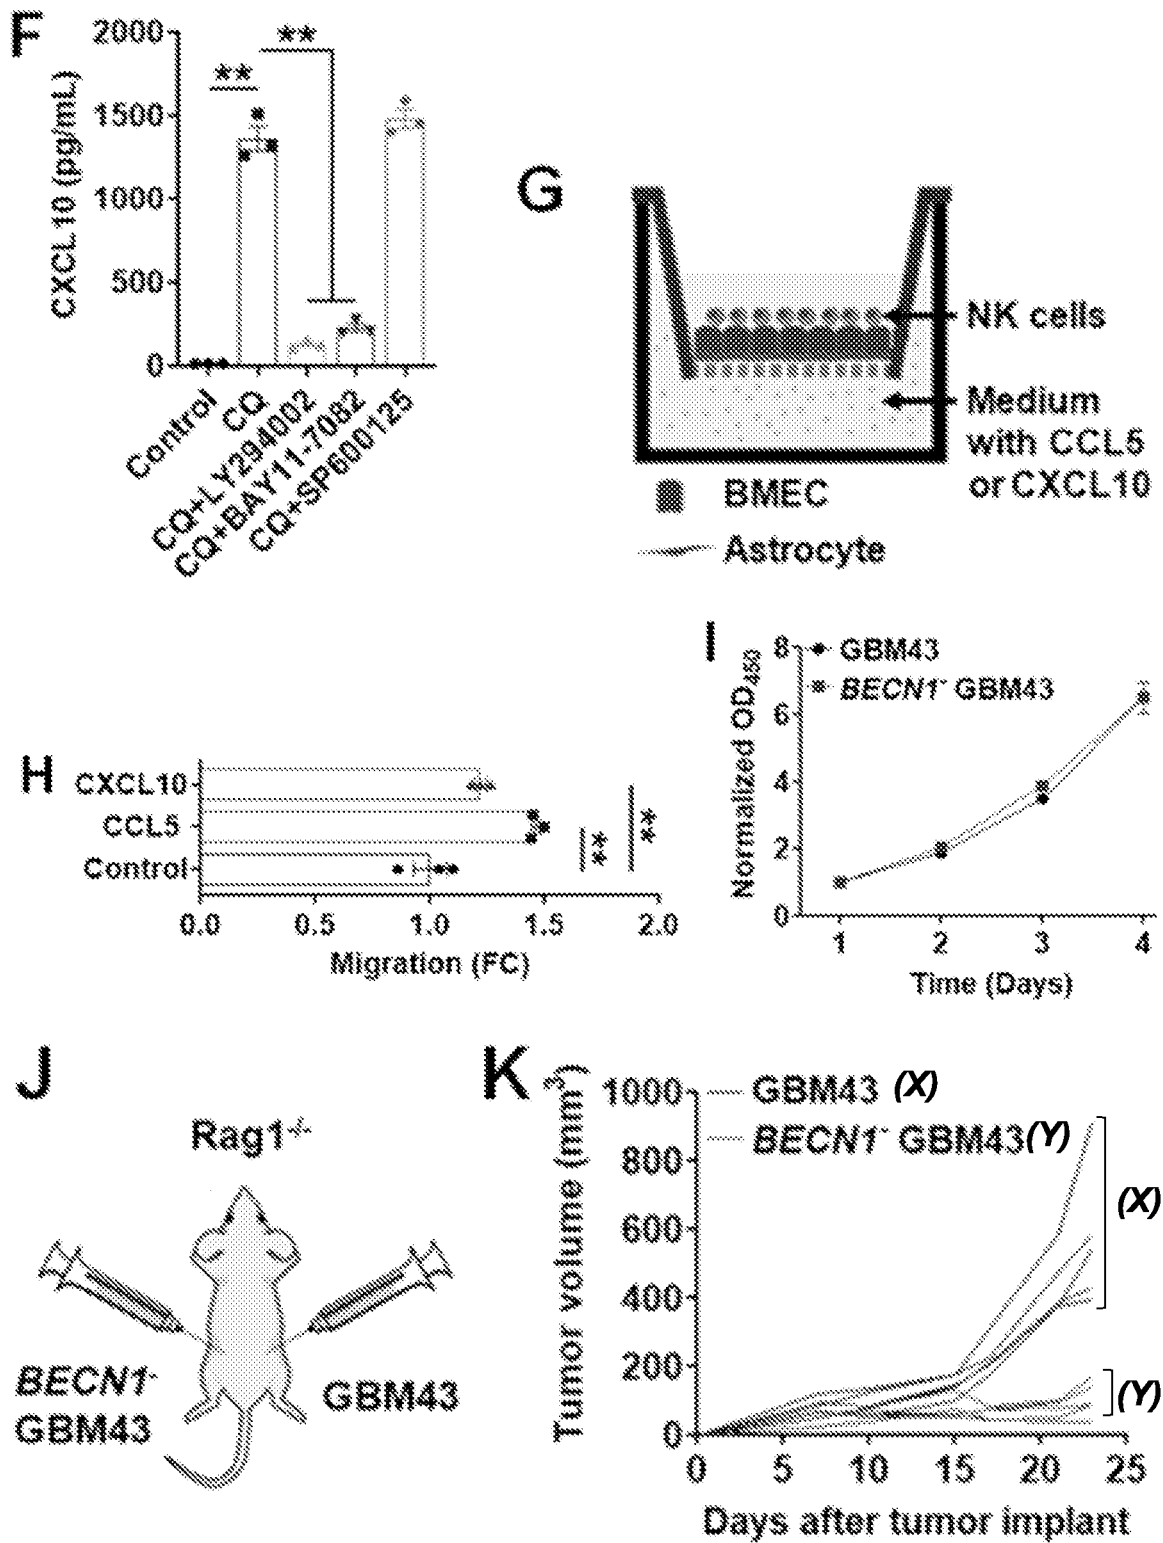 F
2000
1500
1000
500
0
CXCL10 (pg/mL)
**
**
Control
CQ
CQ+LY294002
CQ+BAY11-7082
CQ+SP600125
G
NK cells
Medium
with CCL5
or CXCL10
BMEC
Astrocyte
H
CXCL10
CCL5
Control
**
**
0.0 0.5 1.0 1.5 2.0
Migration (FC)
I
GBM43
BECN1- GBM43
Normalized OD450
8
6
4
2
0
1 2 3 4
Time (Days)
J
Rag1-/-
BECN1-
GBM43
GBM43
K
GBM43 (X)
BECN1- GBM43 (Y)
Tumor volume (mm3)
1000
800
600
400
200
0
(X)
(Y)
0 5 10 15 20 25
Days after tumor implant